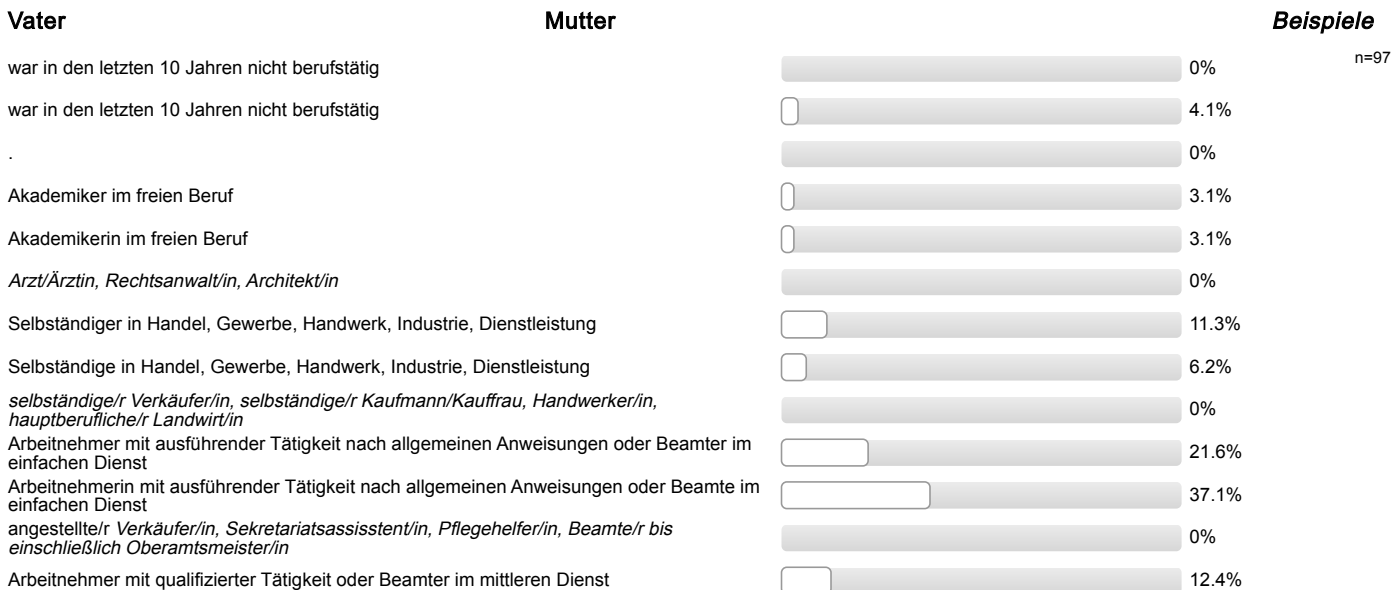 Vater Mutter Beispiele
n=97
war in den letzten 10 Jahren nicht berufstätig 0%
war in den letzten 10 Jahren nicht berufstätig 4.1%
. 0%
Akademiker im freien Beruf 3.1%
Akademikerin im freien Beruf 3.1%
Arzt/Ärztin, Rechtsanwalt/in, Architekt/in 0%
Selbständiger in Handel, Gewerbe, Handwerk, Industrie, Dienstleistung 11.3%
Selbständige in Handel, Gewerbe, Handwerk, Industrie, Dienstleistung 6.2%
selbständige/r Verkäufer/in, selbständige/r Kaufmann/Kauffrau, Handwerker/in,
hauptberufliche/r Landwirt/in 0%
Arbeitnehmer mit ausführender Tätigkeit nach allgemeinen Anweisungen oder Beamter im
einfachen Dienst 21.6%
Arbeitnehmerin mit ausführender Tätigkeit nach allgemeinen Anweisungen oder Beamte im
einfachen Dienst 37.1%
angestellte/r Verkäufer/in, Sekretariatsassisstent/in, Pflegehelfer/in, Beamte/r bis
einschließlich Oberamtsmeister/in 0%
Arbeitnehmer mit qualifizierter Tätigkeit oder Beamter im mittleren Dienst 12.4%